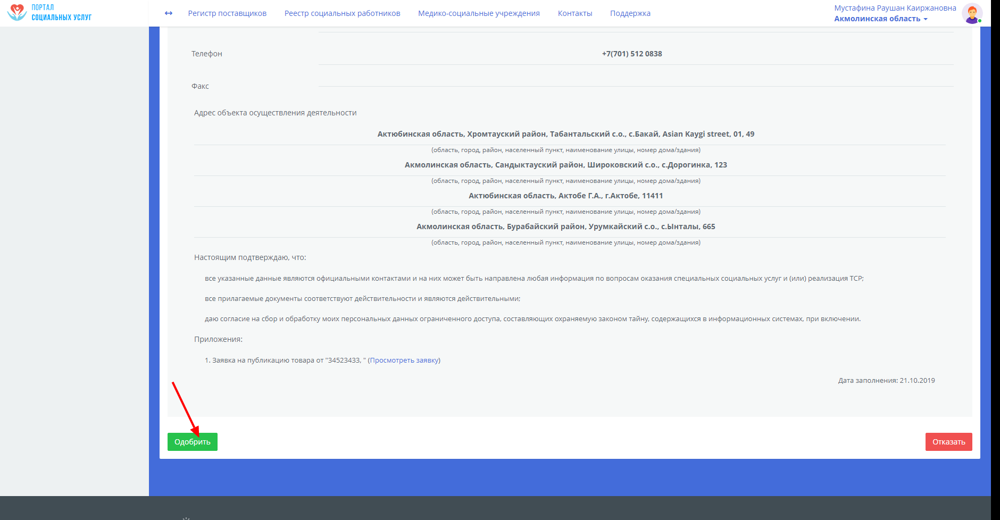 ПОРТАЛ
СОЦИАЛЬНЫХ УСЛУГ
Регистр поставщиков
Реестр социальных работников
Медико-социальные учреждения
Контакты
Поддержка
Мустафина Раушан Каиржановна
Акмолинская область
Телефон
+7(701) 512 0838
Факс
Адрес объекта осуществления деятельности
Актюбинская область, Хромтауский район, Табантальский с.о., с.Бакай, Asian Kaygi street, 01, 49
(область, город, район, населенный пункт, наименование улицы, номер дома/здания)
Акмолинская область, Сандыктауский район, Широковский с.о., с.Дорогинка, 123
(область, город, район, населенный пункт, наименование улицы, номер дома/здания)
Актюбинская область, Актобе Г.А., г.Актобе, 11411
(область, город, район, населенный пункт, наименование улицы, номер дома/здания)
Акмолинская область, Бурабайский район, Урумкайский с.о., с.Ынталы, 665
(область, город, район, населенный пункт, наименование улицы, номер дома/здания)
Настоящим подтверждаю, что:
все указанные данные являются официальными контактами и на них может быть направлена любая информация по вопросам оказания специальных социальных услуг и (или) реализация ТСР;
все прилагаемые документы соответствуют действительности и являются действительными;
даю согласие на сбор и обработку моих персональных данных ограниченного доступа, составляющих охраняемую законом тайну, содержащихся в информационных системах, при включении.
Приложения:
1. Заявка на публикацию товара от "34523433, " (Просмотреть заявку)
Дата заполнения: 21.10.2019
Одобрить
Отказать